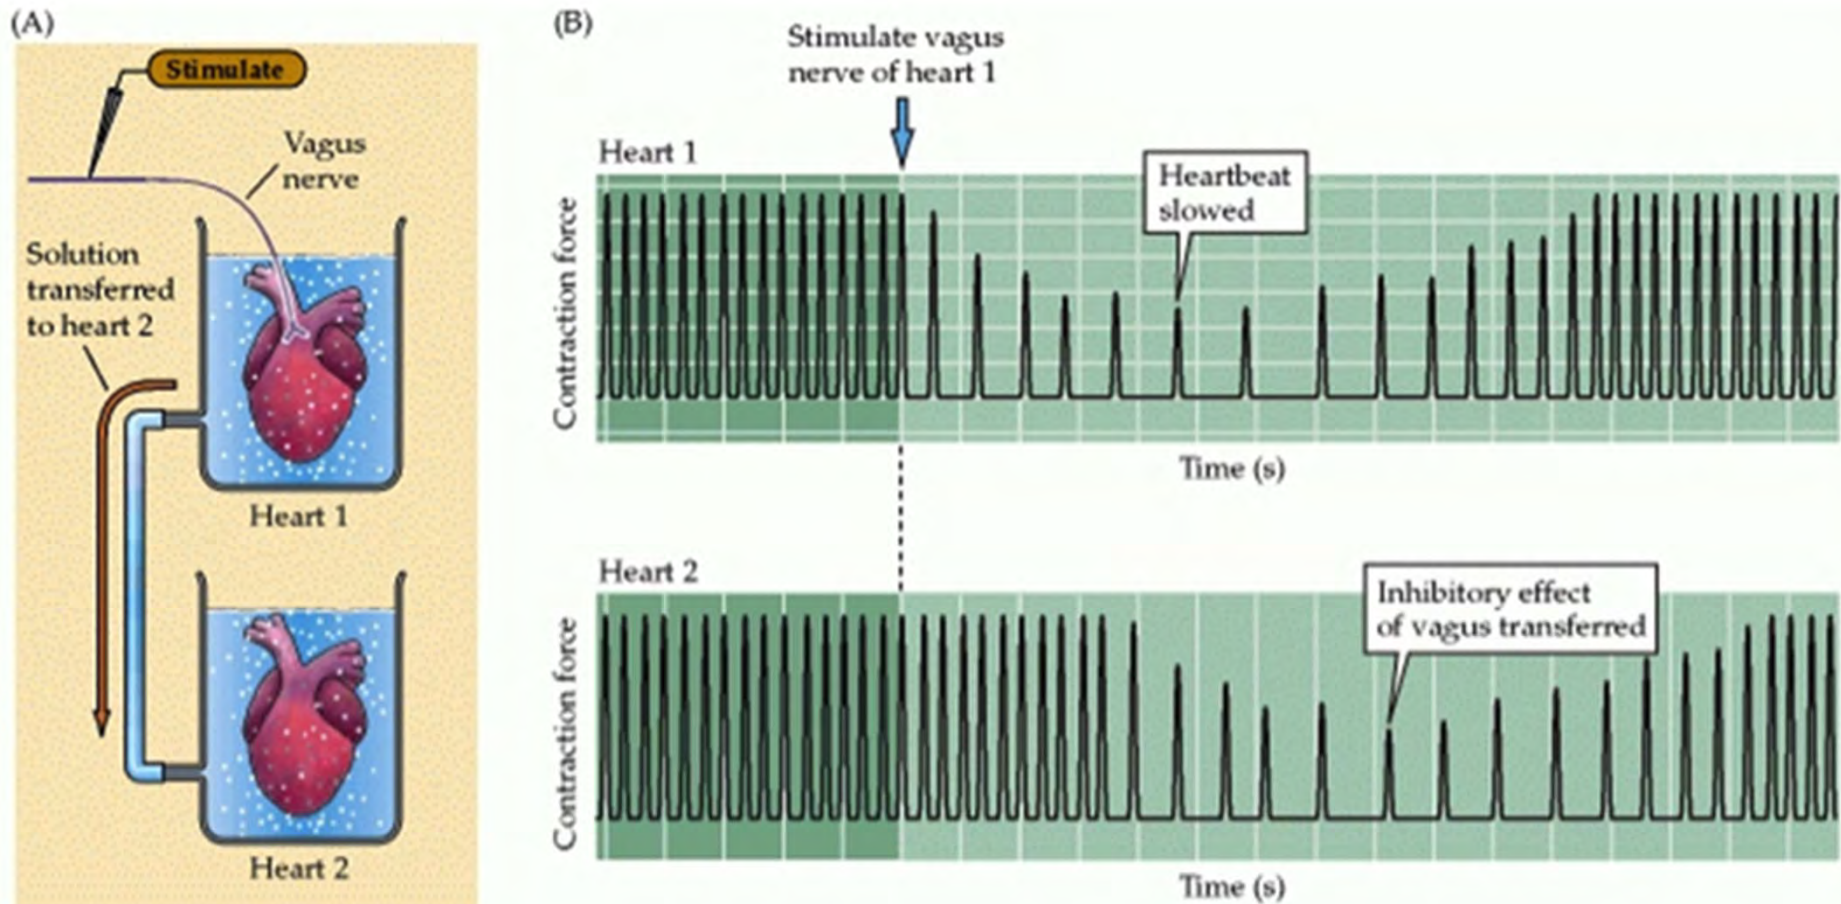 (A)
Stimulate
Vagus
nerve
Solution
transferred
to heart 2
Heart 1
Heart 2
(B)
Stimulate vagus
nerve of heart 1
Heart 1
Heartbeat
slowed
Contraction force
Time (s)
Heart 2
Inhibitory effect
of vagus transferred
Contraction force
Time (s)